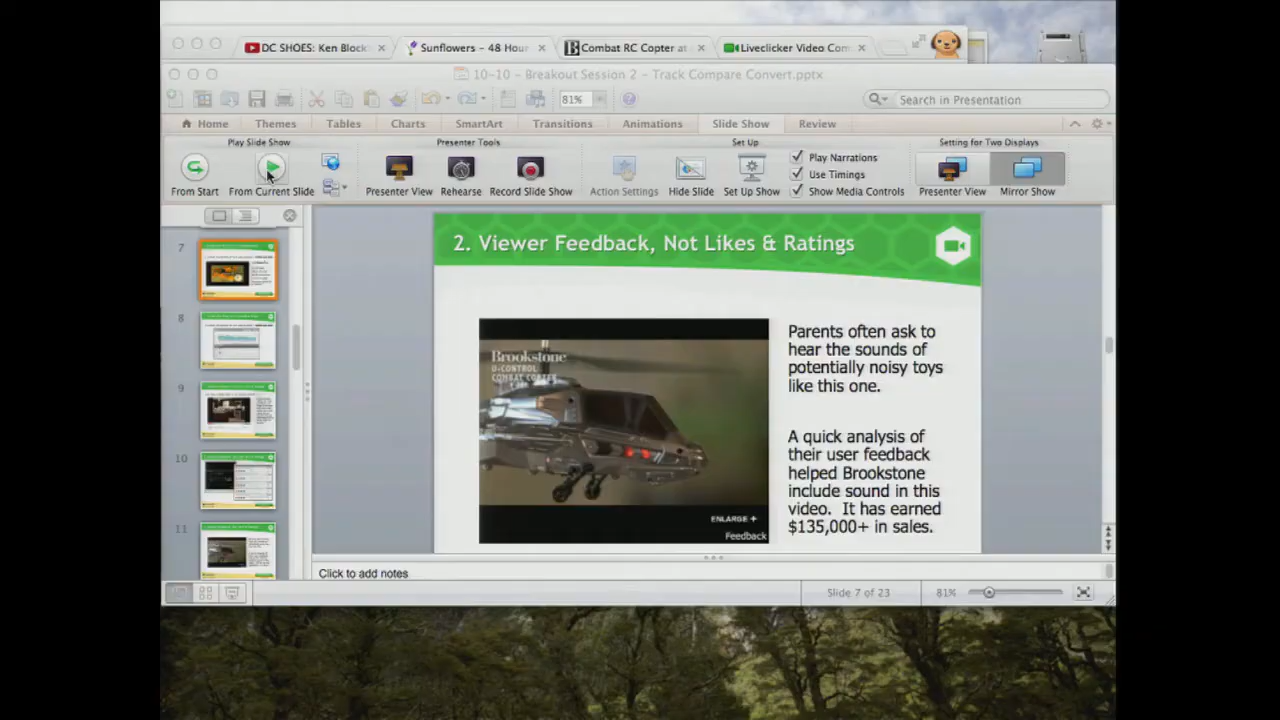 DC SHOES: Ken Block
Sunflowers – 48 Hour
Combat RC Copter at
Liveclicker Video Com
10-10 – Breakout Session 2 – Track Compare Convert.pptx
81%
Search in Presentation
Home
Themes
Tables
Charts
SmartArt
Transitions
Animations
Slide Show
Review
Play Slide Show
Presenter Tools
Set Up
Setting for Two Displays
From Start
From Current Slide
Presenter View
Rehearse
Record Slide Show
Action Settings
Hide Slide
Set Up Show
Play Narrations
Use Timings
Show Media Controls
Presenter View
Mirror Show
7
8
9
10
11
2. Viewer Feedback, Not Likes & Ratings
Brookstone
U-CONTROL
COMBAT COPTER
ENLARGE +
Feedback
Parents often ask to
hear the sounds of
potentially noisy toys
like this one.
A quick analysis of
their user feedback
helped Brookstone
include sound in this
video. It has earned
$135,000+ in sales.
Click to add notes
Slide 7 of 23
81%